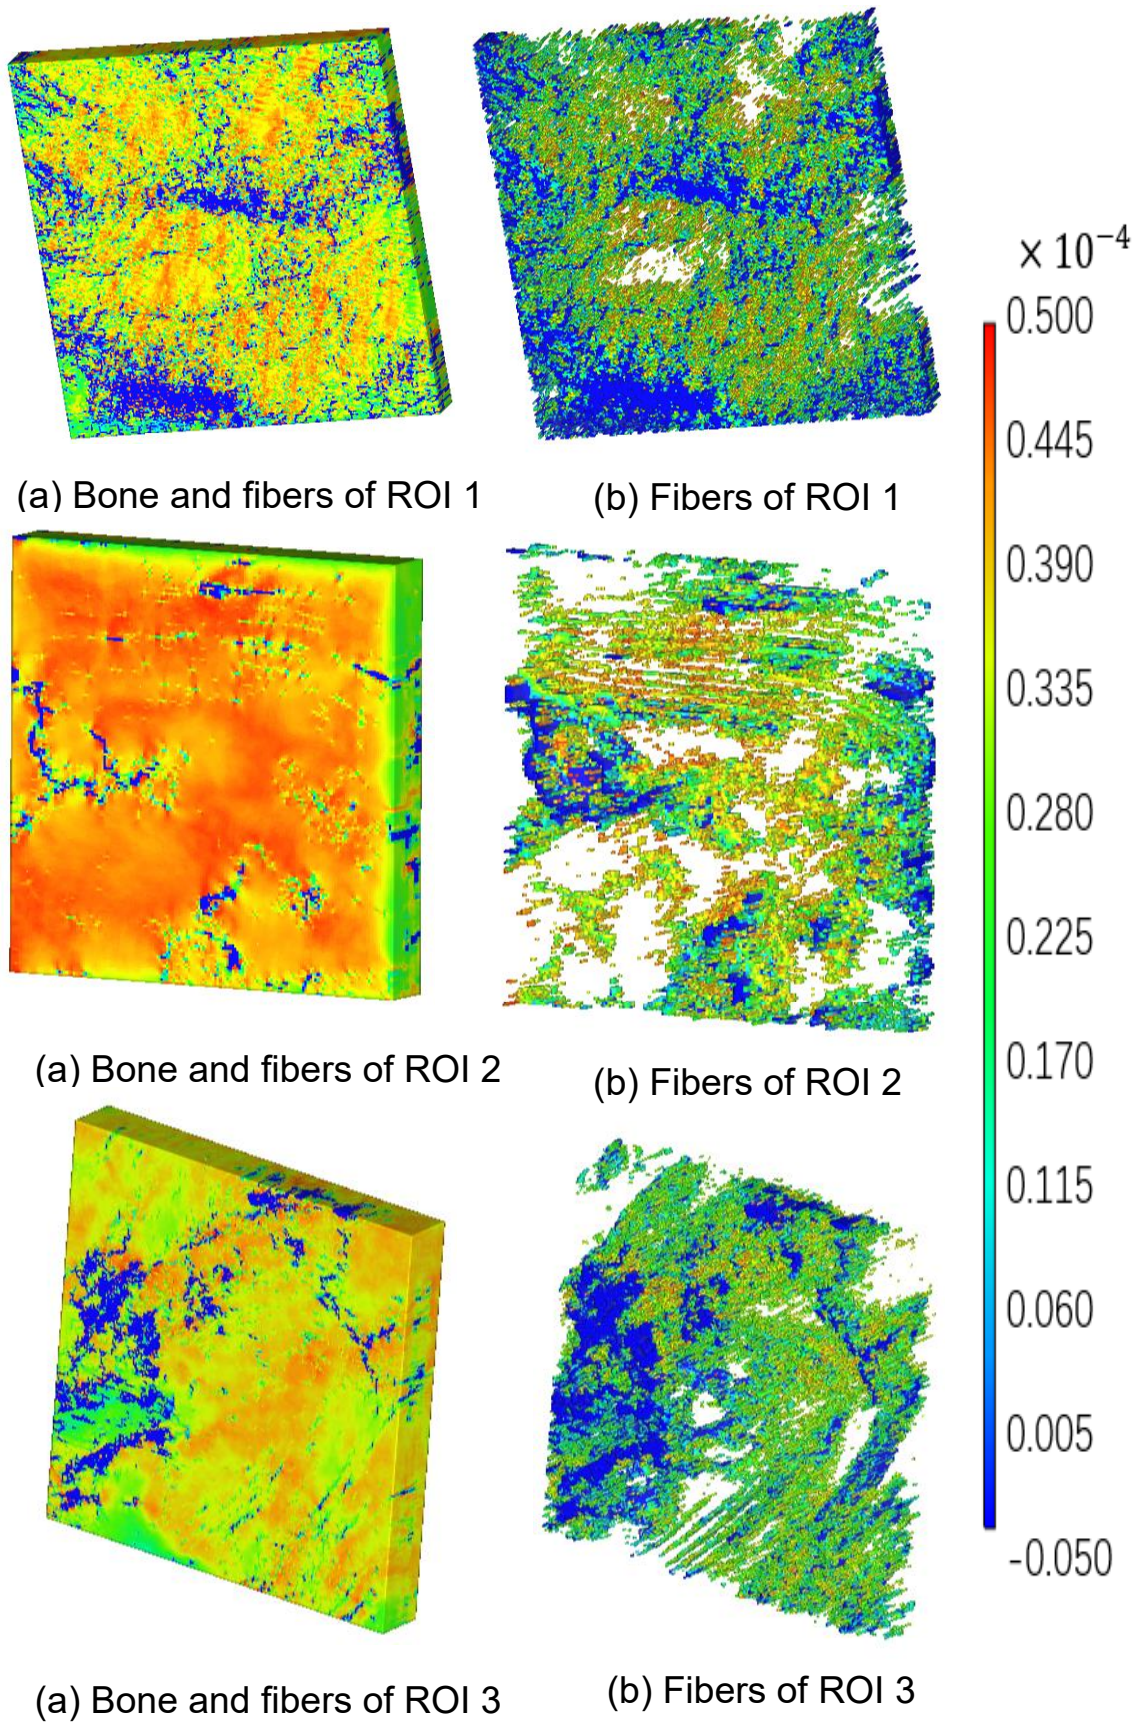 (a) Bone and fibers of ROI 1
(b) Fibers of ROI 1
(a) Bone and fibers of ROI 2
(b) Fibers of ROI 2
(a) Bone and fibers of ROI 3
(b) Fibers of ROI 3
× 10⁻⁴
0.500
0.445
0.390
0.335
0.280
0.225
0.170
0.115
0.060
0.005
-0.050